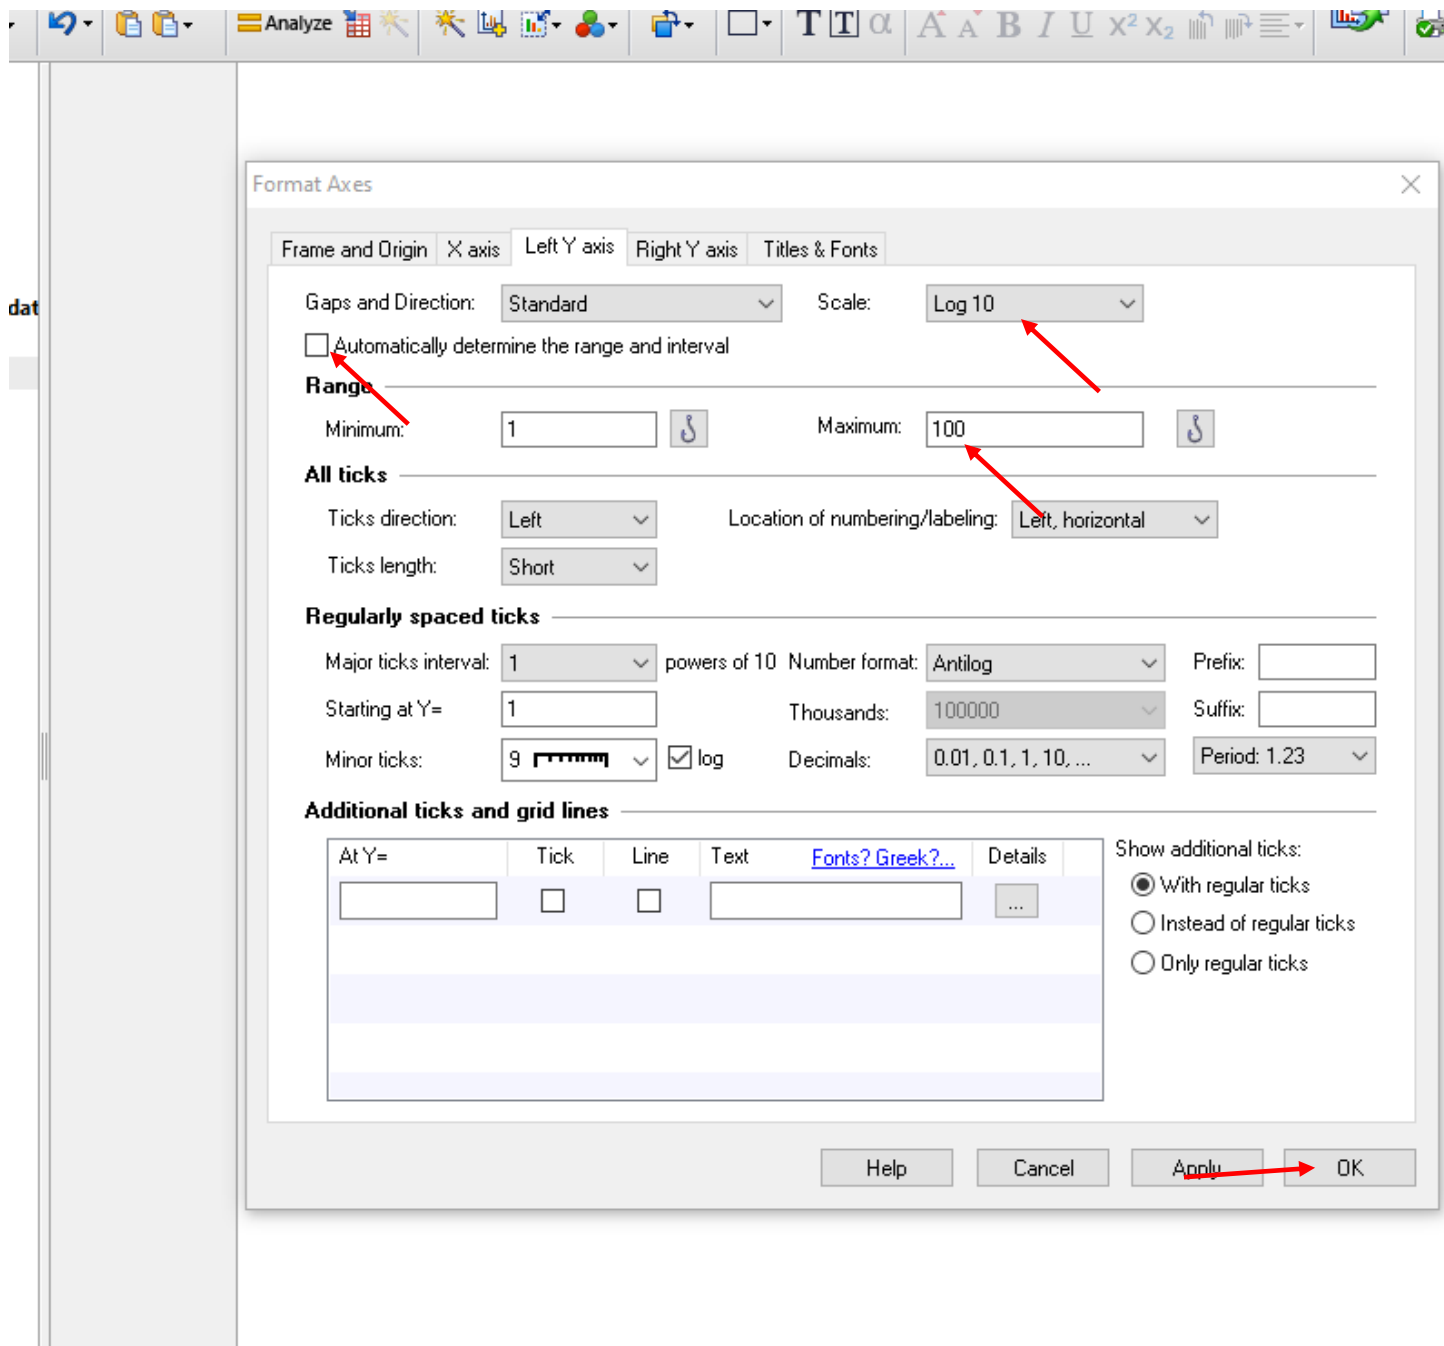 Analyze T T α A A B I U X² X₂
Format Axes
Frame and Origin X axis Left Y axis Right Y axis Titles & Fonts
dat
Gaps and Direction: Standard Scale: Log 10
Automatically determine the range and interval
Range
Minimum: 1 Maximum: 100
All ticks
Ticks direction: Left Location of numbering/labeling: Left, horizontal
Ticks length: Short
Regularly spaced ticks
Major ticks interval: 1 powers of 10 Number format: Antilog Prefix:
Starting at Y= 1 Thousands: 100000 Suffix:
Minor ticks: 9 log Decimals: 0.01, 0.1, 1, 10, ... Period: 1.23
Additional ticks and grid lines
At Y= Tick Line Text Fonts? Greek?... Details Show additional ticks:
... With regular ticks
Instead of regular ticks
Only regular ticks
Help Cancel Apply OK